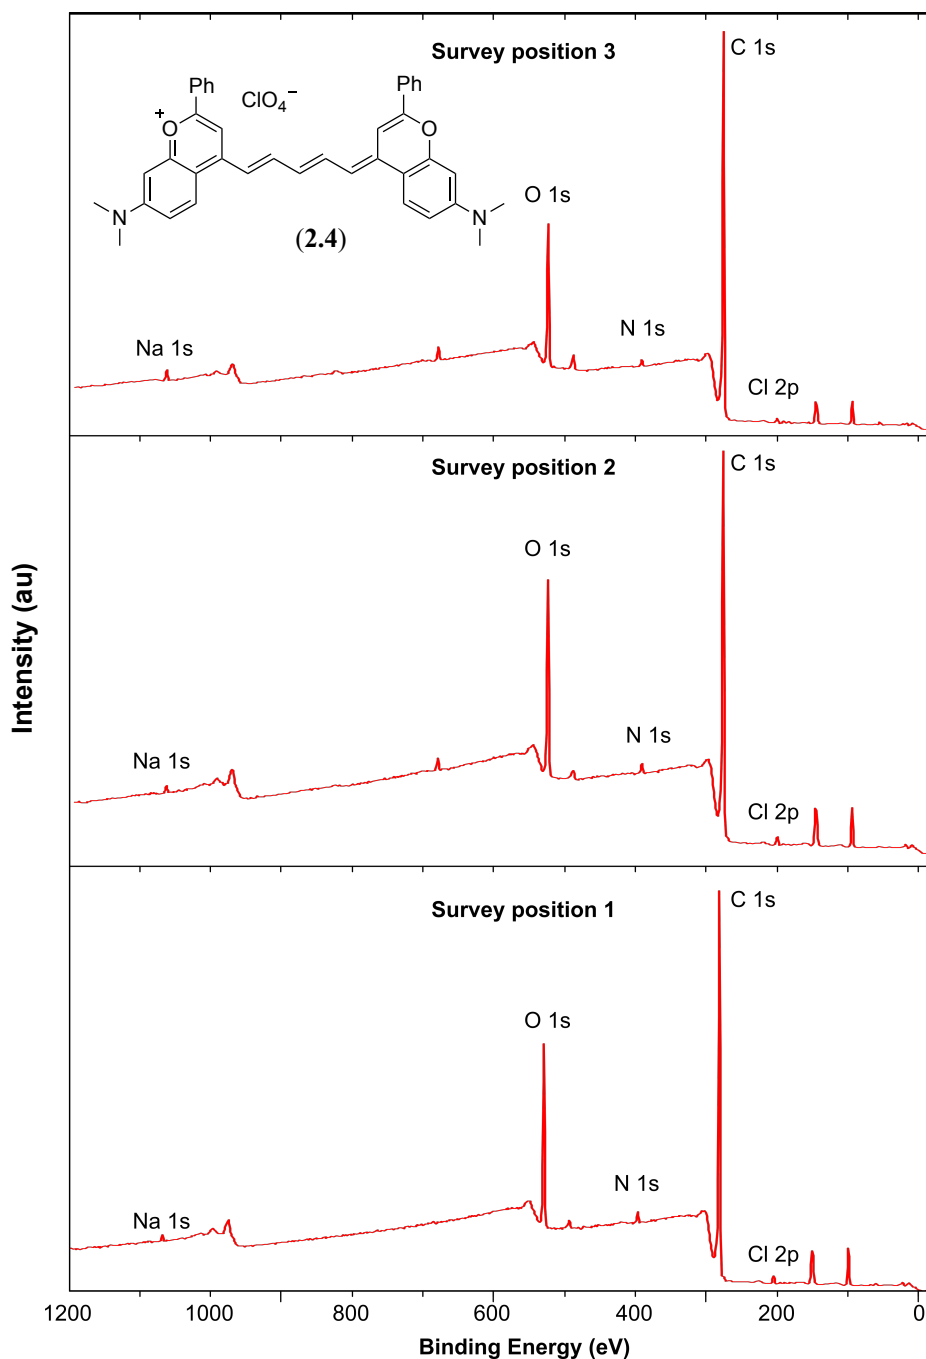 Survey position 3
C 1s
Ph
ClO4−
Ph
+
O
O
N
N
(2.4)
O 1s
N 1s
Na 1s
Cl 2p
Survey position 2
C 1s
O 1s
N 1s
Na 1s
Cl 2p
Intensity (au)
Survey position 1
C 1s
O 1s
N 1s
Na 1s
Cl 2p
1200 1000 800 600 400 200 0
Binding Energy (eV)